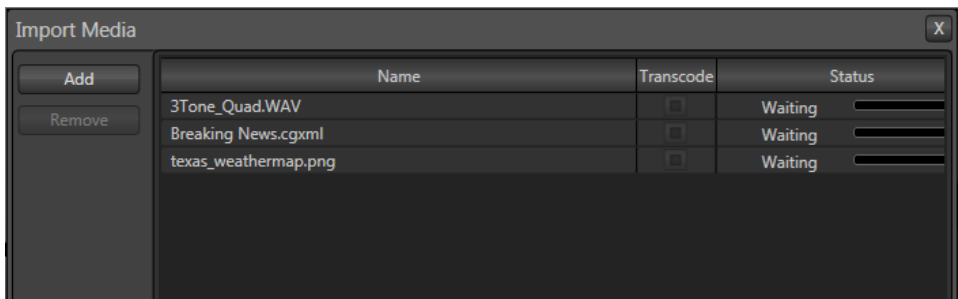 Import Media
X
Add
Remove
Name Transcode Status
3Tone_Quad.WAV Waiting
Breaking News.cgxml Waiting
texas_weathermap.png Waiting